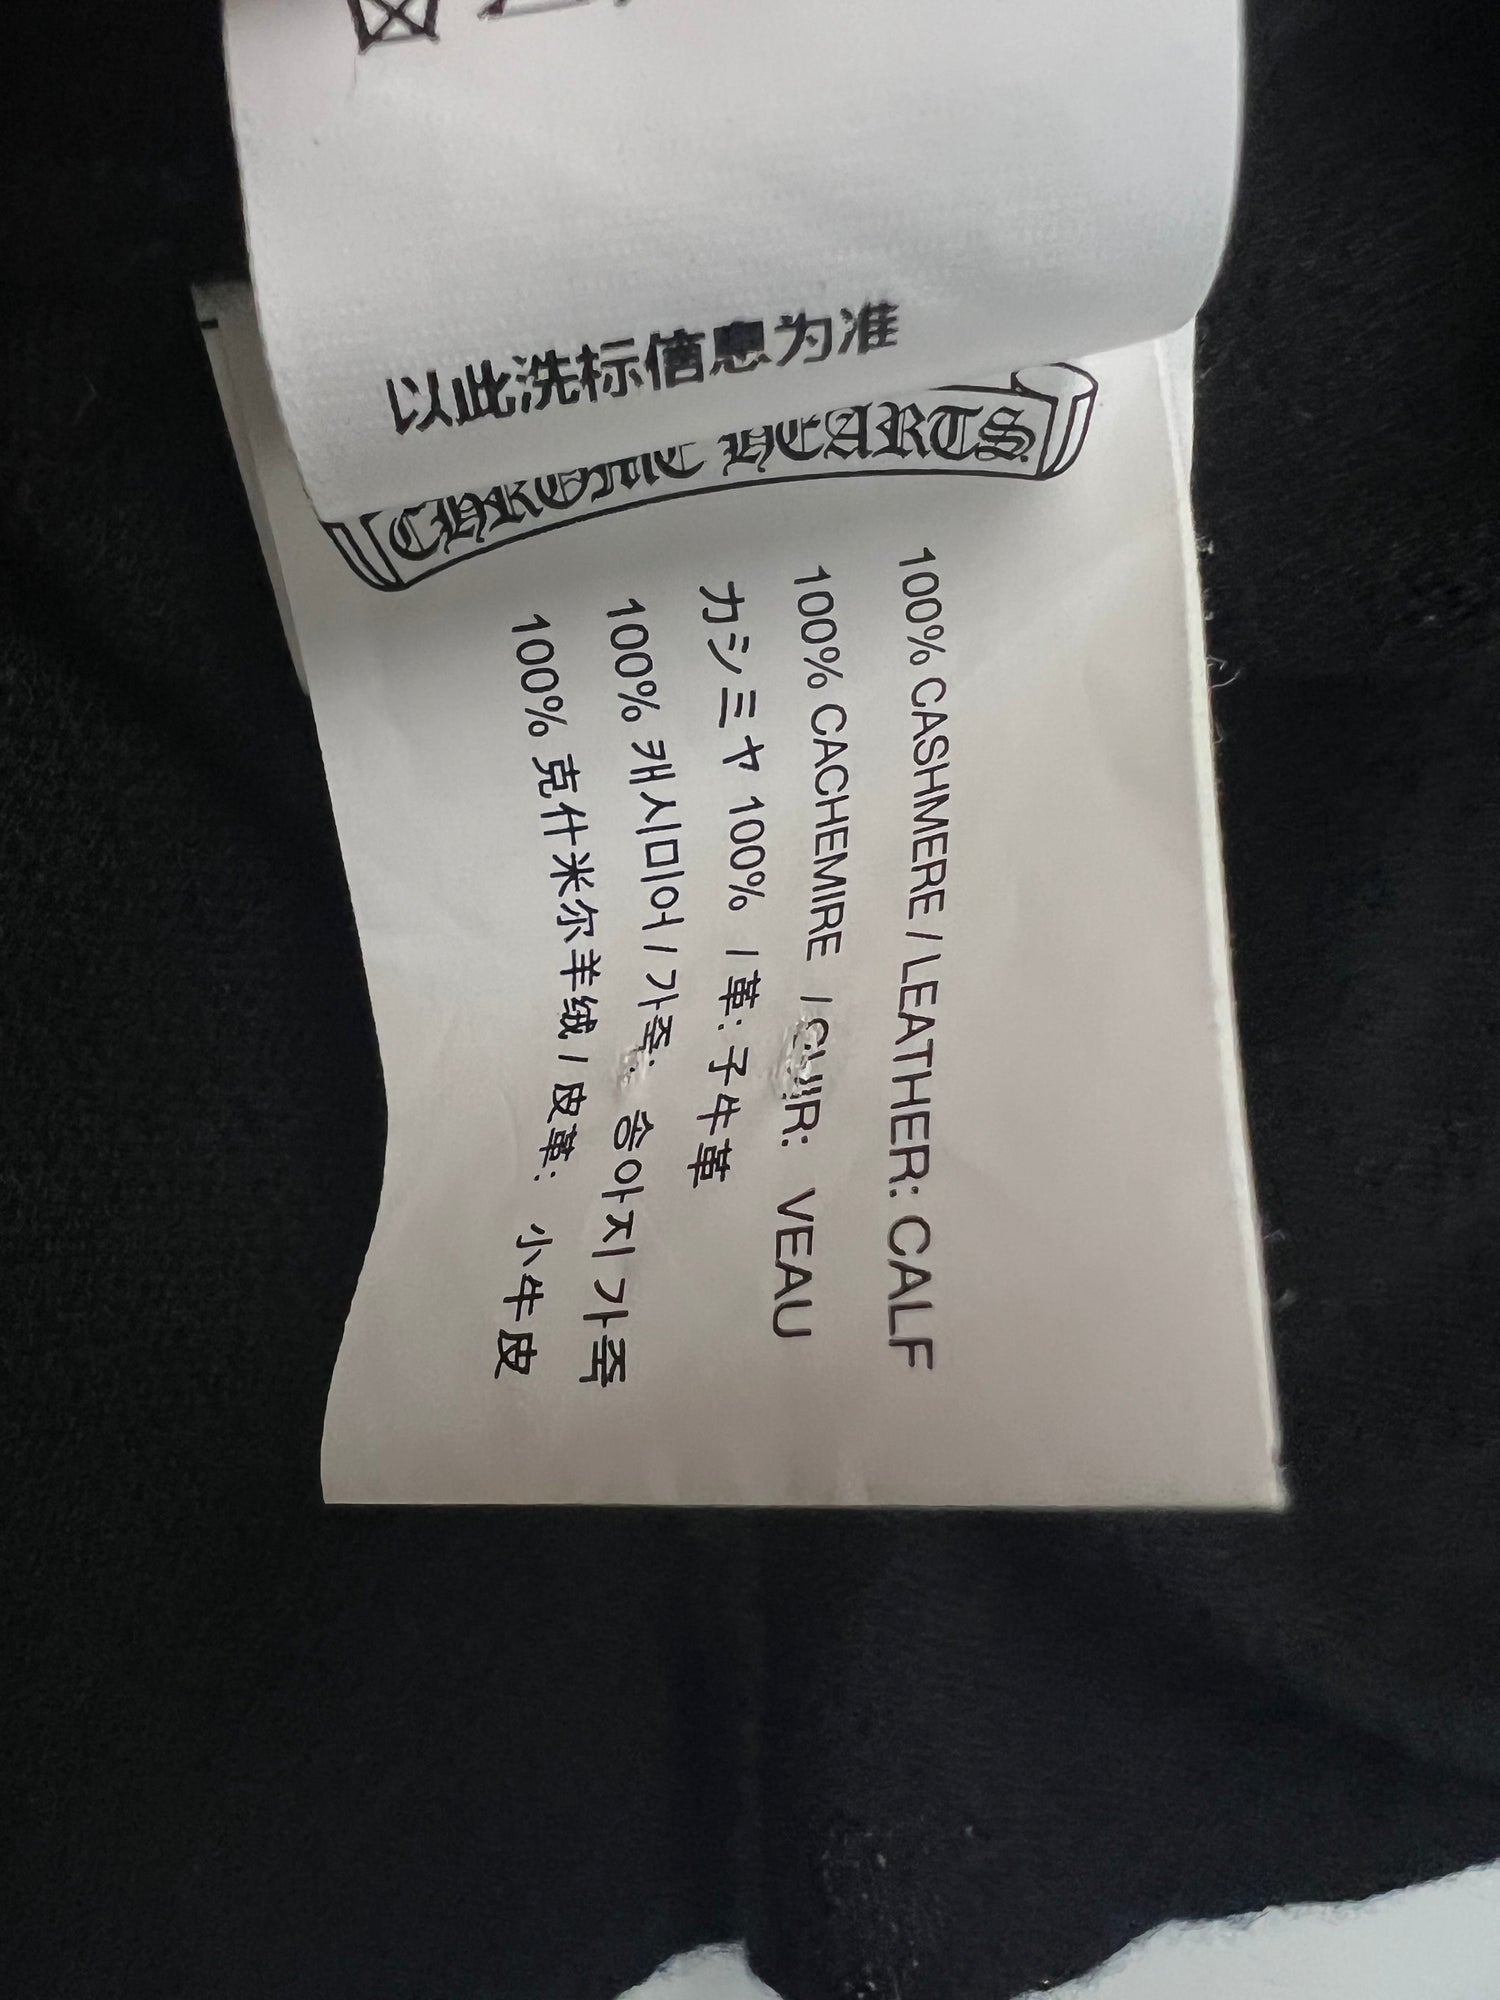 以此洗标信息为准
CHROME HEARTS
100% CASHMERE / LEATHER: CALF
100% CACHEMIRE / CUIR: VEAU
カシミヤ 100% / 革: 子牛革
100% 캐시미어 / 가죽: 송아지 가죽
100% 克什米尔羊绒 / 皮革: 小牛皮